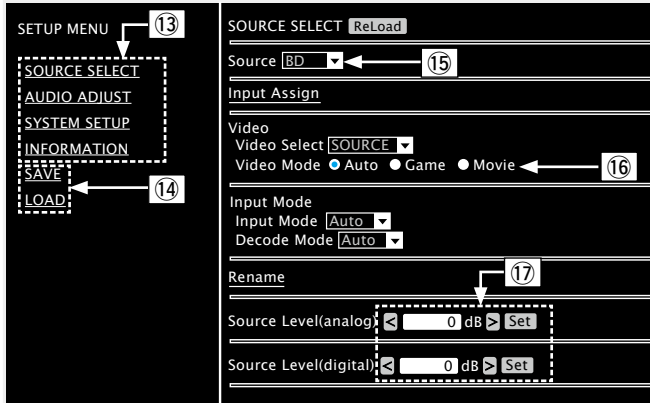 SETUP MENU ⑬
SOURCE SELECT
AUDIO ADJUST
SYSTEM SETUP
INFORMATION
SAVE
LOAD
⑭
SOURCE SELECT ReLoad
Source BD ⑮
Input Assign
Video
Video Select SOURCE
Video Mode Auto Game Movie ⑯
Input Mode
Input Mode Auto
Decode Mode Auto
Rename
⑰
Source Level(analog) < 0 dB > Set
Source Level(digital) < 0 dB > Set